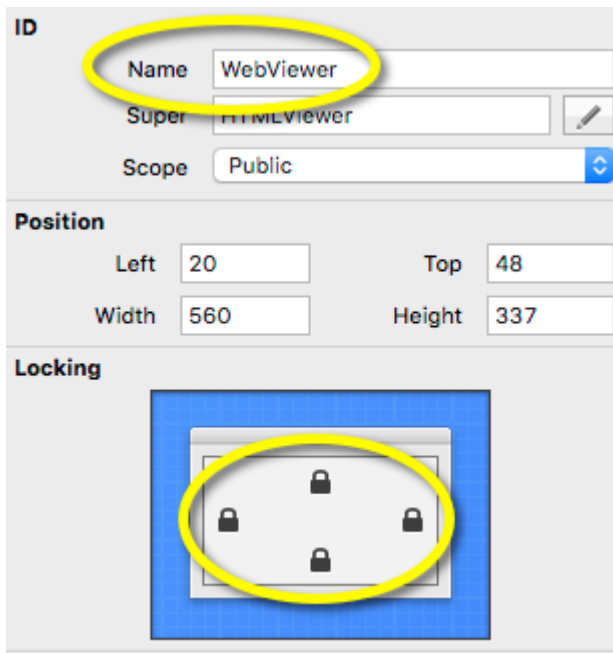 ID
Name WebViewer
Super HTMLViewer
Scope Public
Position
Left 20 Top 48
Width 560 Height 337
Locking